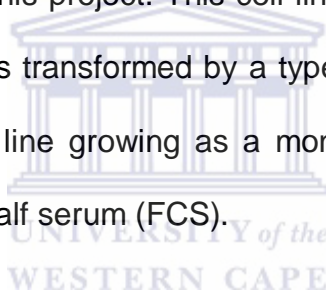 this project. This cell lin
s transformed by a type
line growing as a mon
alf serum (FCS).
UNIVERSITY of the
WESTERN CAPE